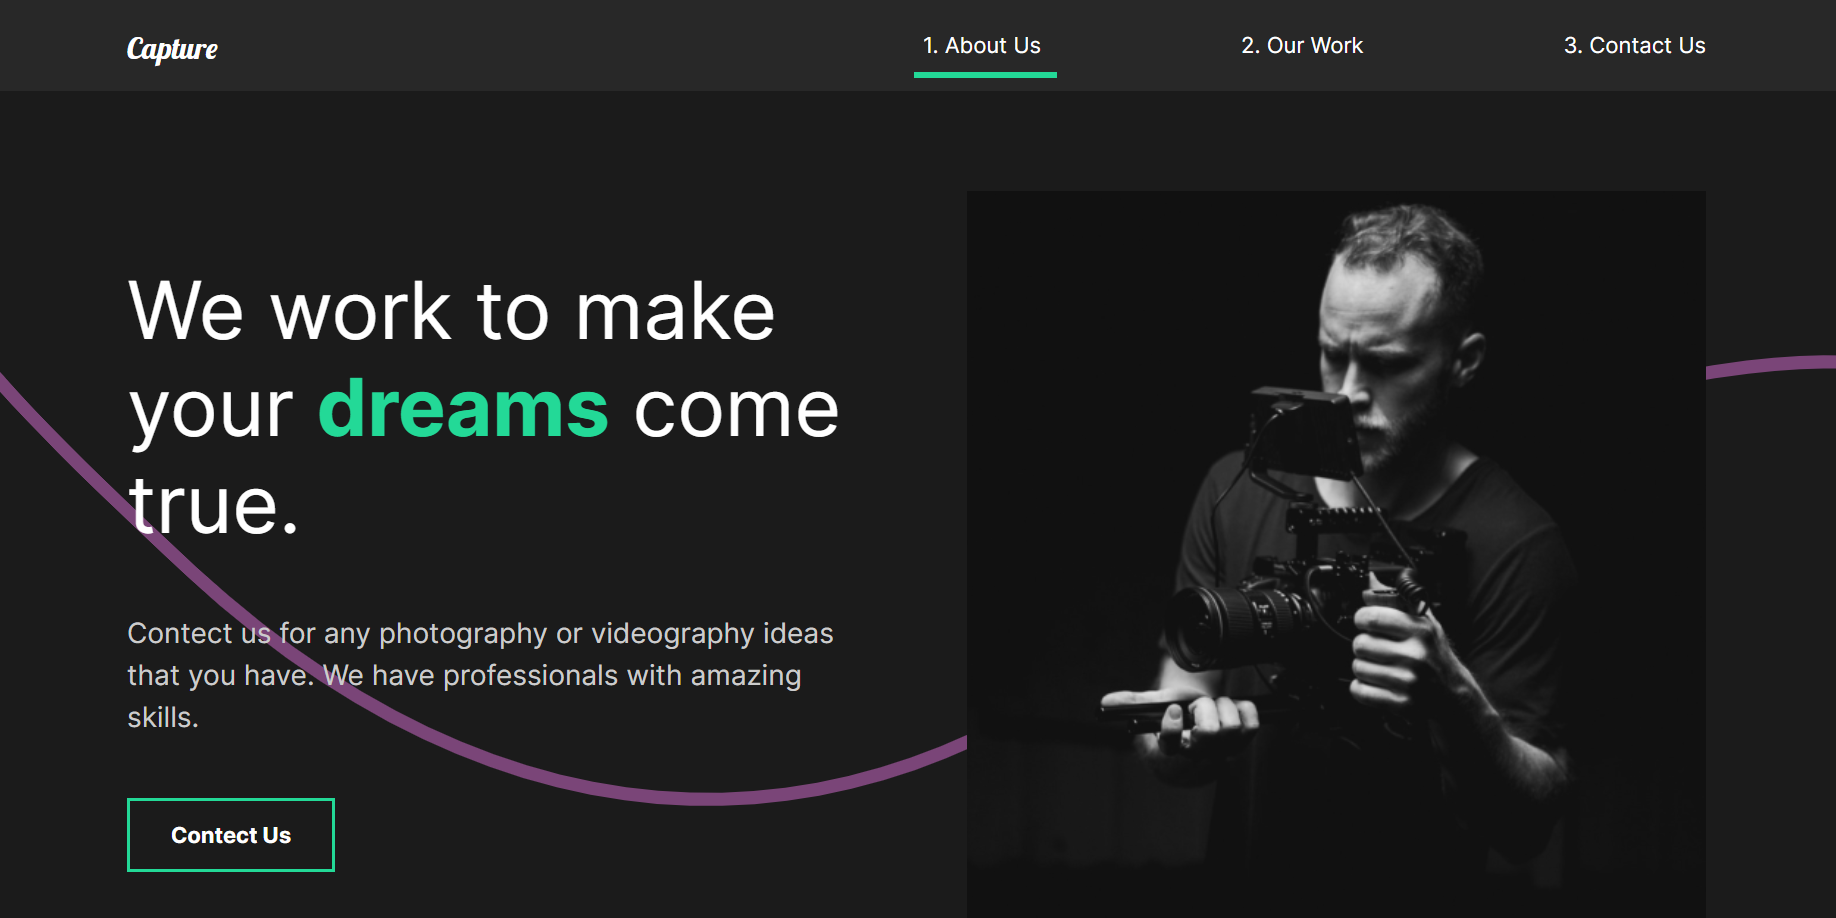 Capture
1. About Us
2. Our Work
3. Contact Us
We work to make
your dreams come
true.
Contect us for any photography or videography ideas
that you have. We have professionals with amazing
skills.
Contect Us